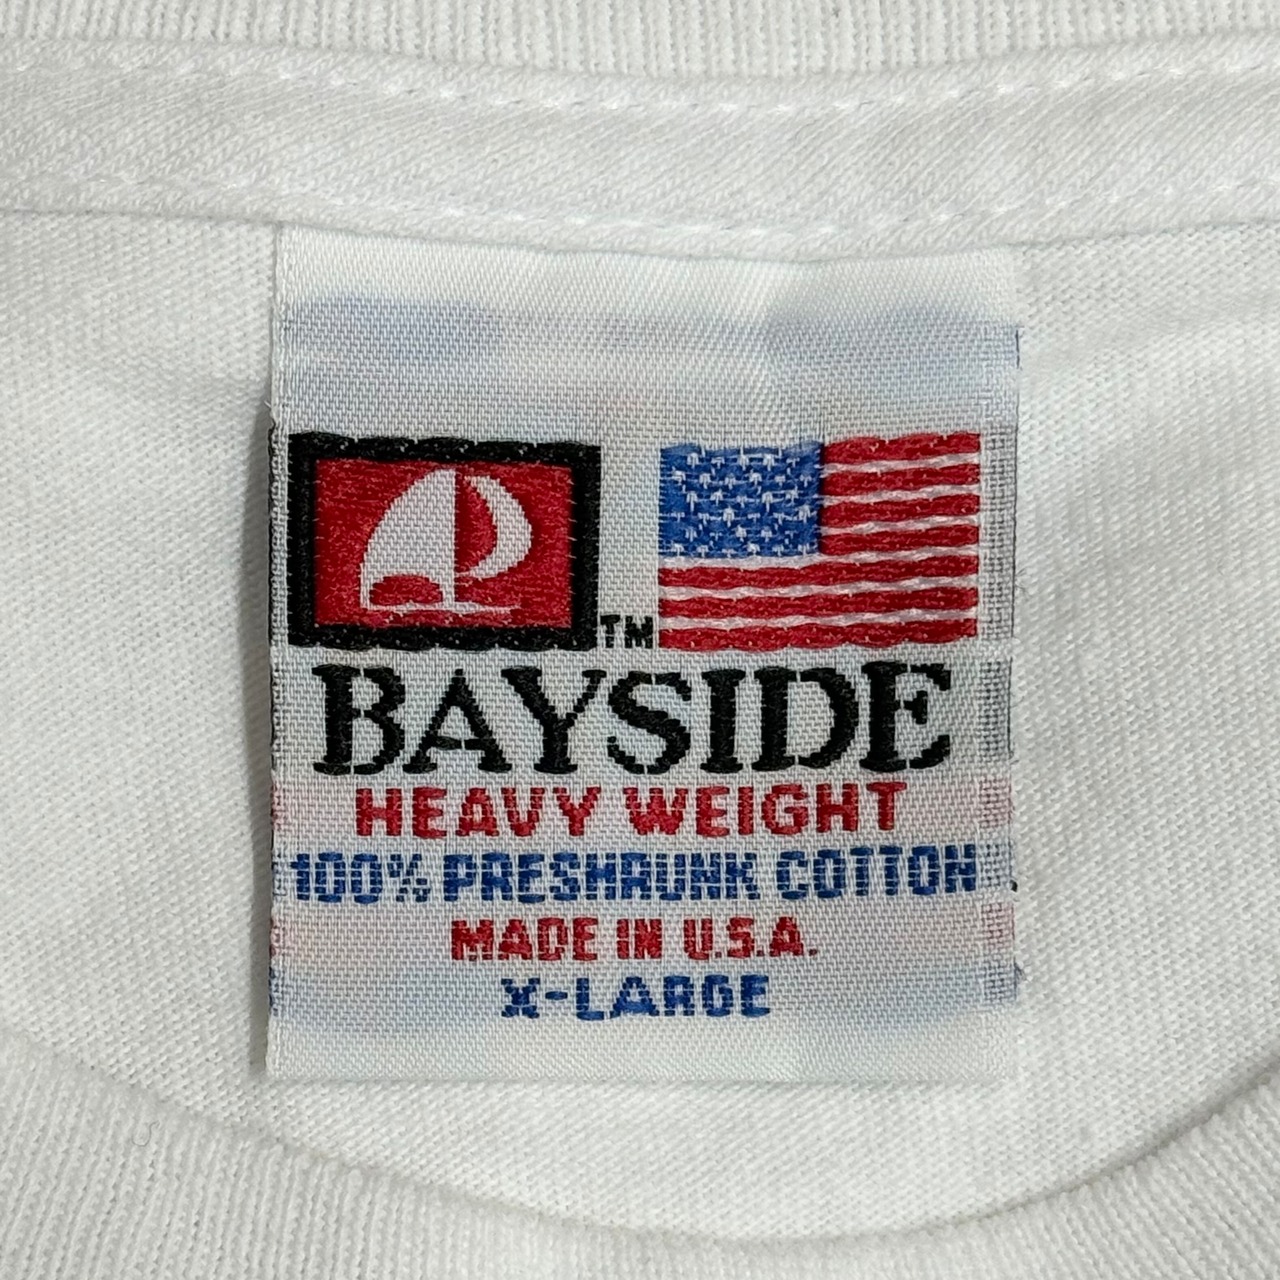 TM
BAYSIDE
HEAVY WEIGHT
100% PRESHRUNK COTTON
MADE IN U.S.A.
X-LARGE